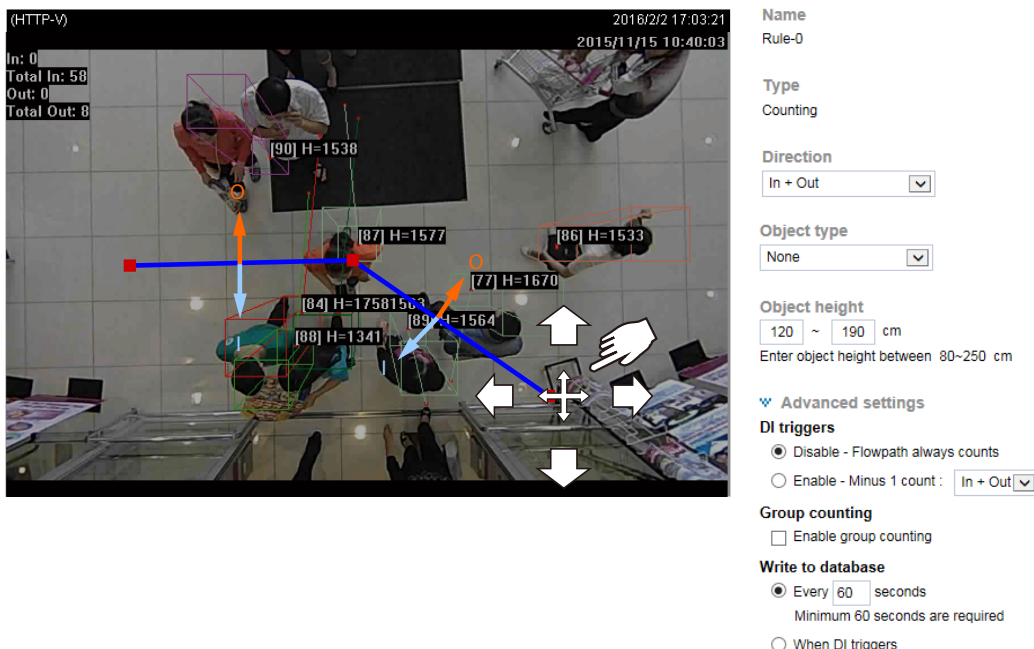 (HTTP-V)
2016/2/2 17:03:21
2015/11/15 10:40:03
In: 0
Total In: 58
Out: 0
Total Out: 8
[90] H=1538
O
[87] H=1577
[86] H=1533
O
[77] H=1670
[84] H=1758
[89] H=1564
[88] H=1341
I
I
Name
Rule-0
Type
Counting
Direction
In + Out
Object type
None
Object height
120 ~ 190 cm
Enter object height between 80~250 cm
Advanced settings
DI triggers
Disable - Flowpath always counts
Enable - Minus 1 count : In + Out
Group counting
Enable group counting
Write to database
Every 60 seconds
Minimum 60 seconds are required
When DI triggers